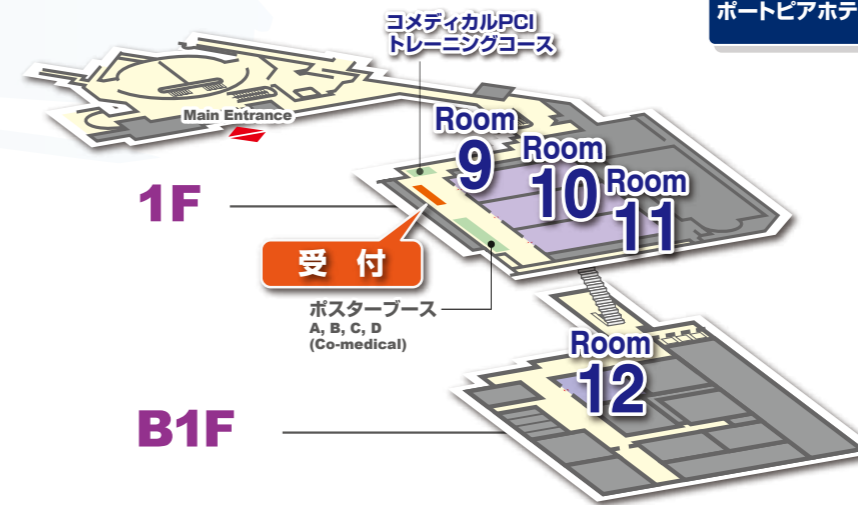 コメディカルPCI
トレーニングコース
ポートピアホテ
Main Entrance
Room
9
Room
10
Room
11
1F
受 付
ポスターブース
A, B, C, D
(Co-medical)
Room
12
B1F